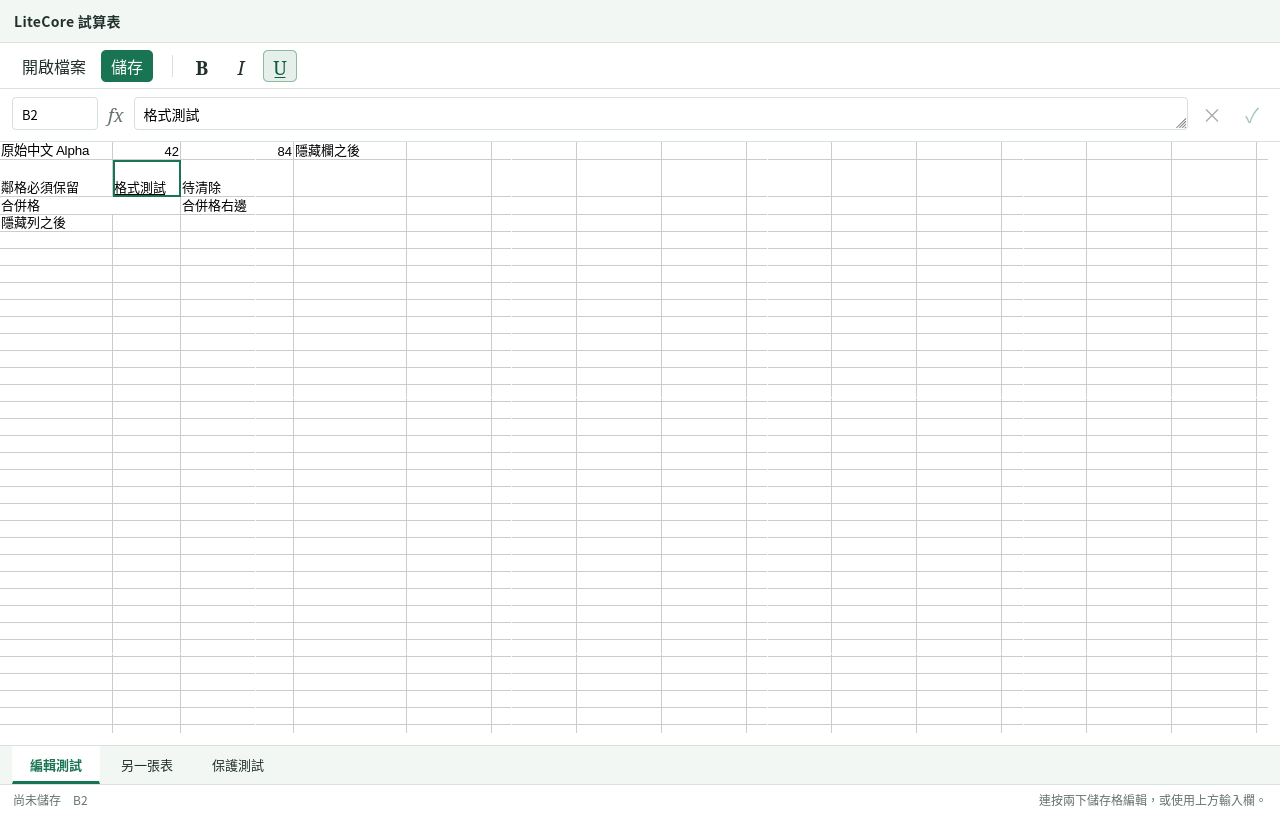 LiteCore 試算表
開啟檔案 儲存 B I U
B2 fx 格式測試
原始中文 Alpha 42 84 隱藏欄之後
鄰格必須保留 格式測試 待清除
合併格 合併格右邊
隱藏列之後
編輯測試 另一張表 保護測試
尚未儲存 B2 連按兩下儲存格編輯，或使用上方輸入欄。